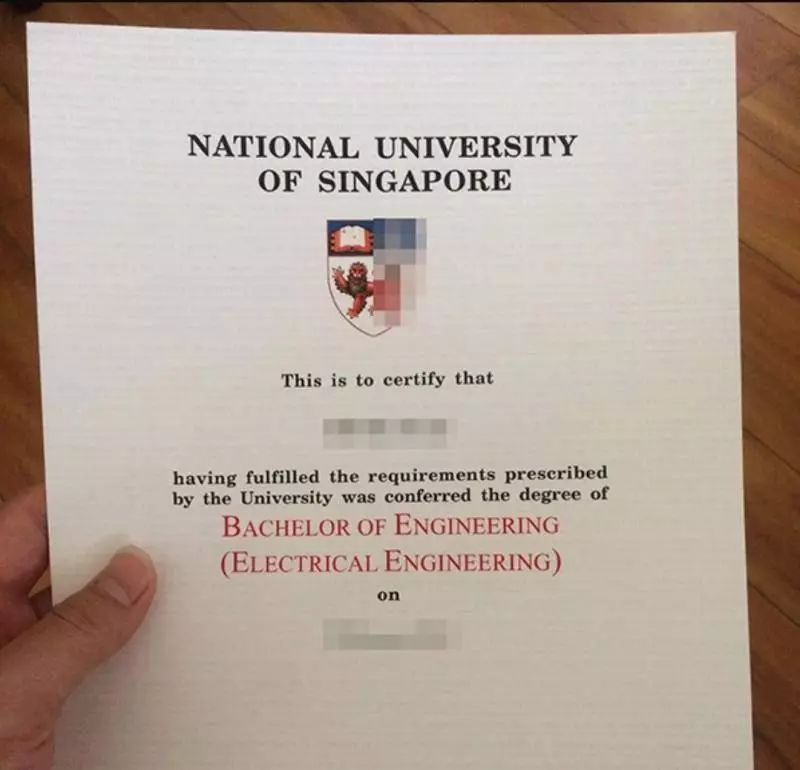 NATIONAL UNIVERSITY
OF SINGAPORE
This is to certify that
having fulfilled the requirements prescribed
by the University was conferred the degree of
BACHELOR OF ENGINEERING
(ELECTRICAL ENGINEERING)
on